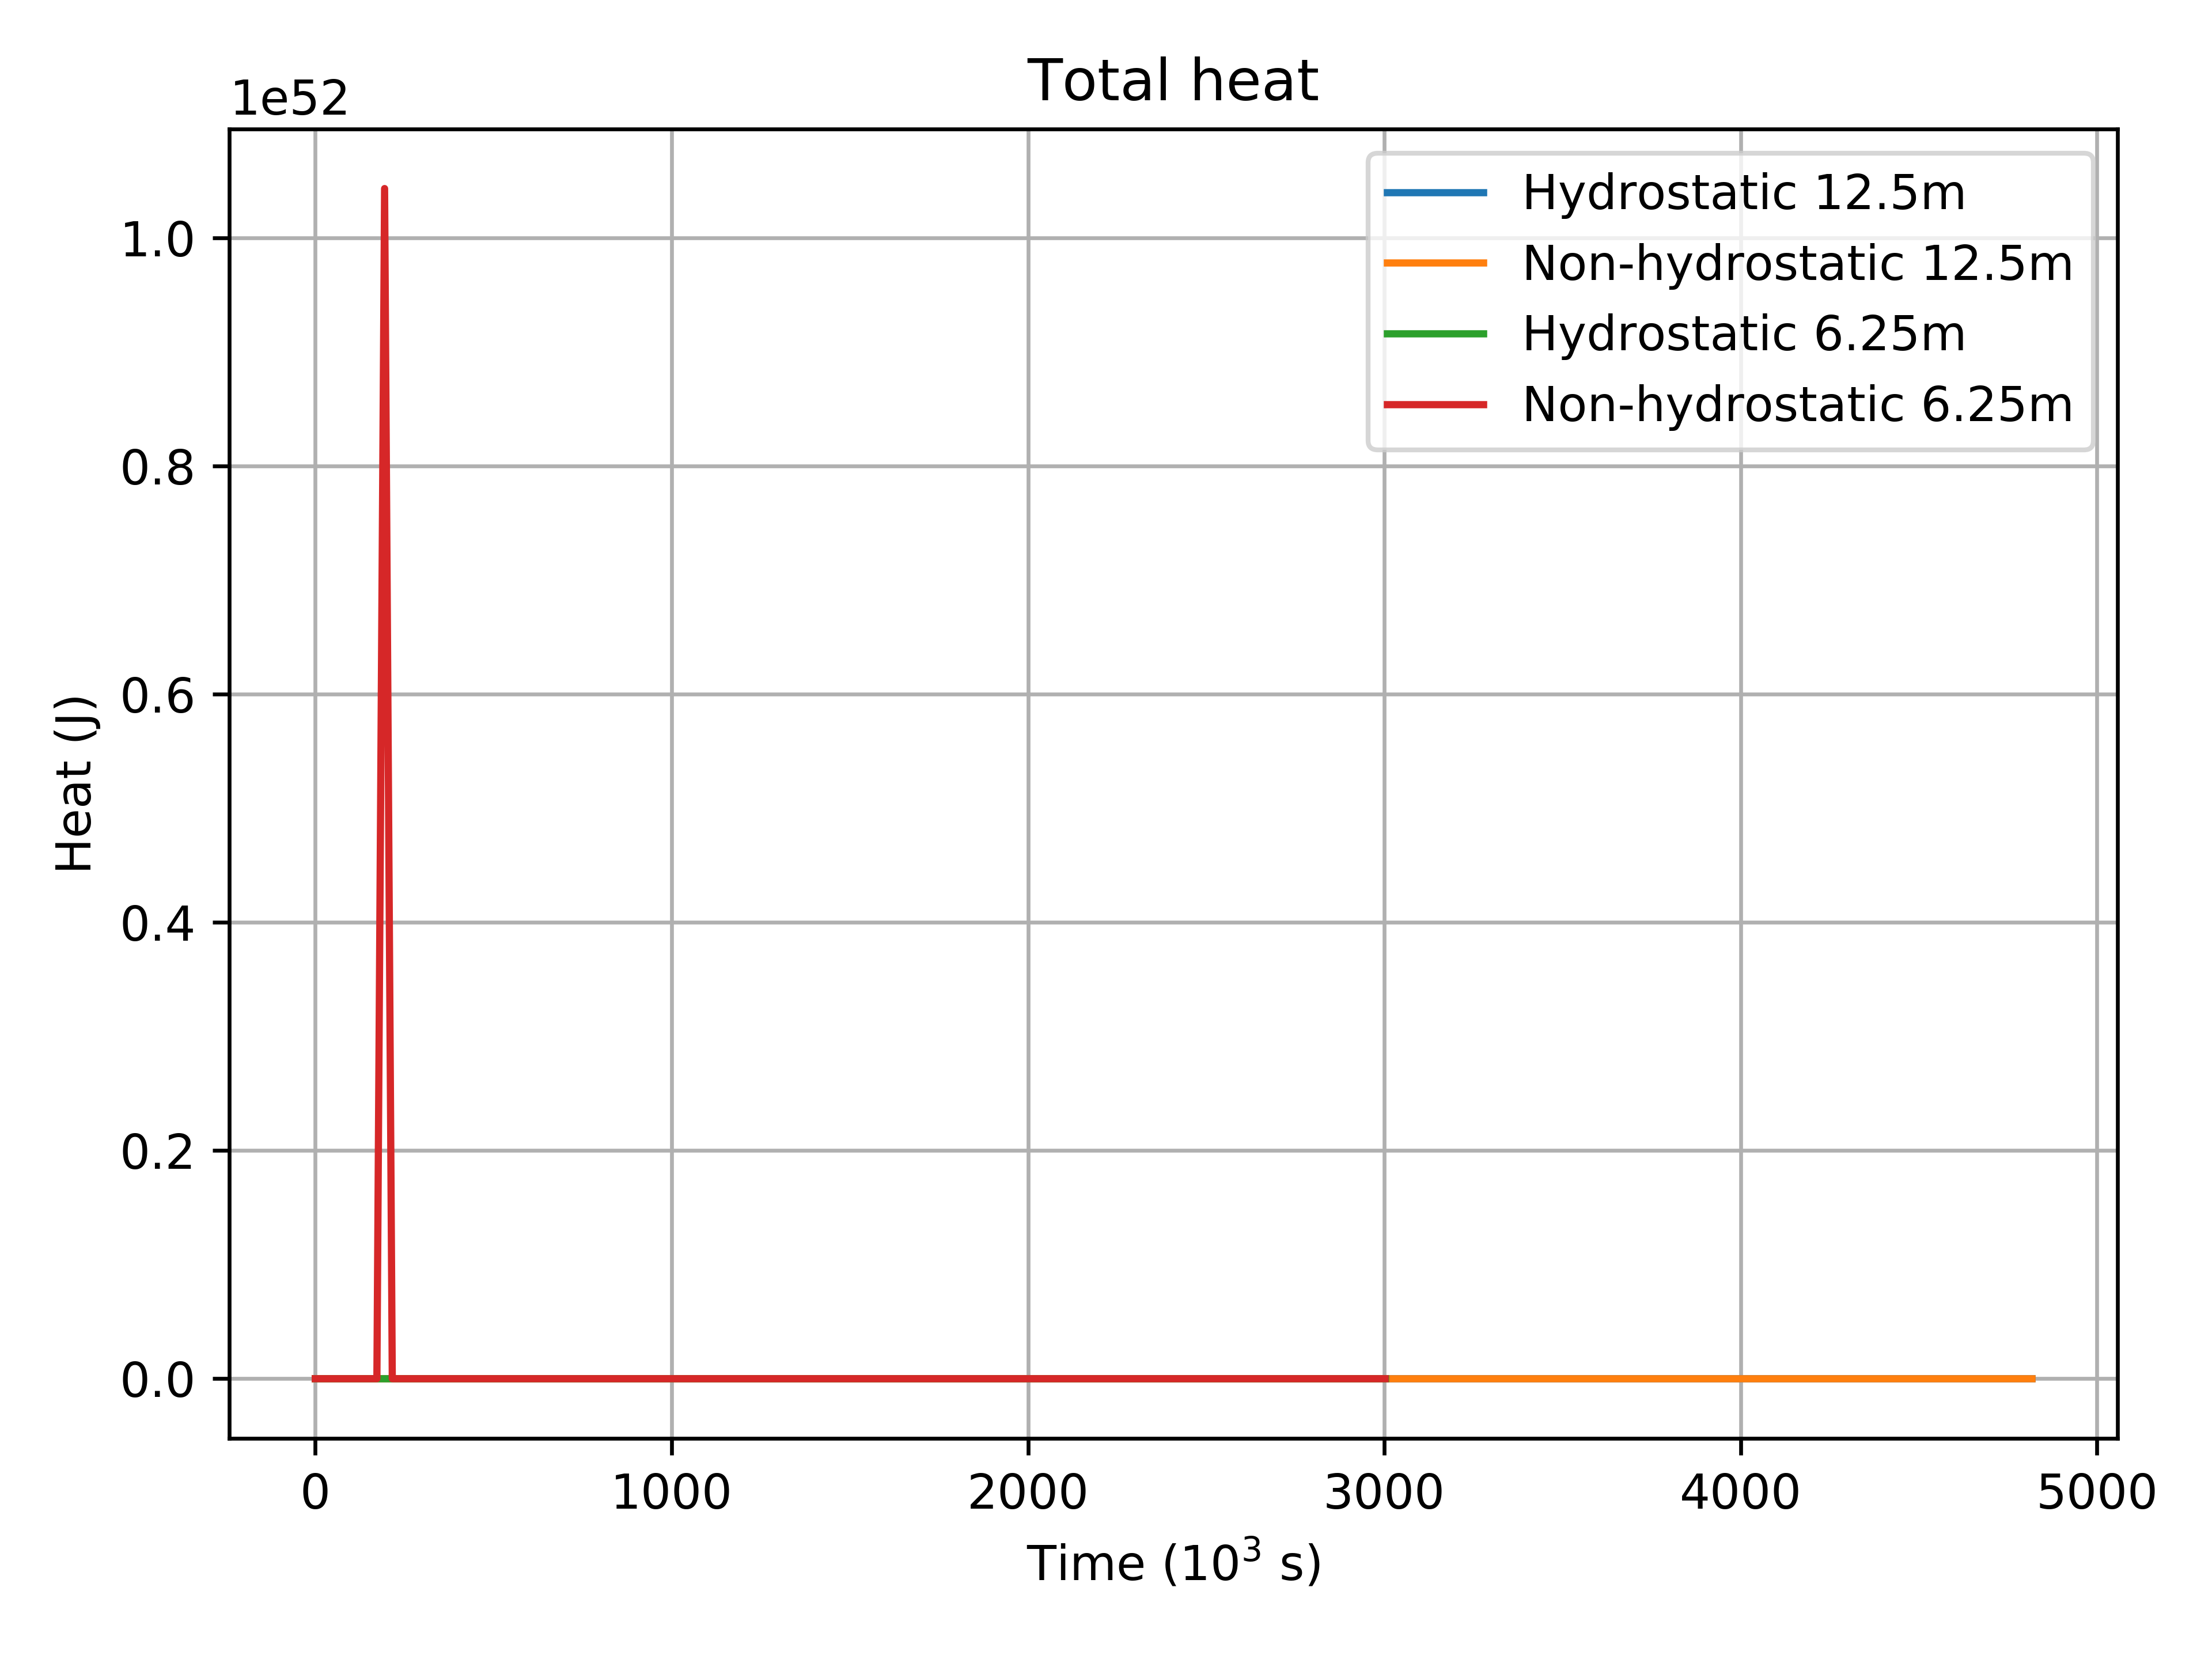 Total heat
1e52
Hydrostatic 12.5m
Non-hydrostatic 12.5m
Hydrostatic 6.25m
Non-hydrostatic 6.25m
1.0
0.8
0.6
0.4
0.2
0.0
Heat (J)
0 1000 2000 3000 4000 5000
Time (10³ s)